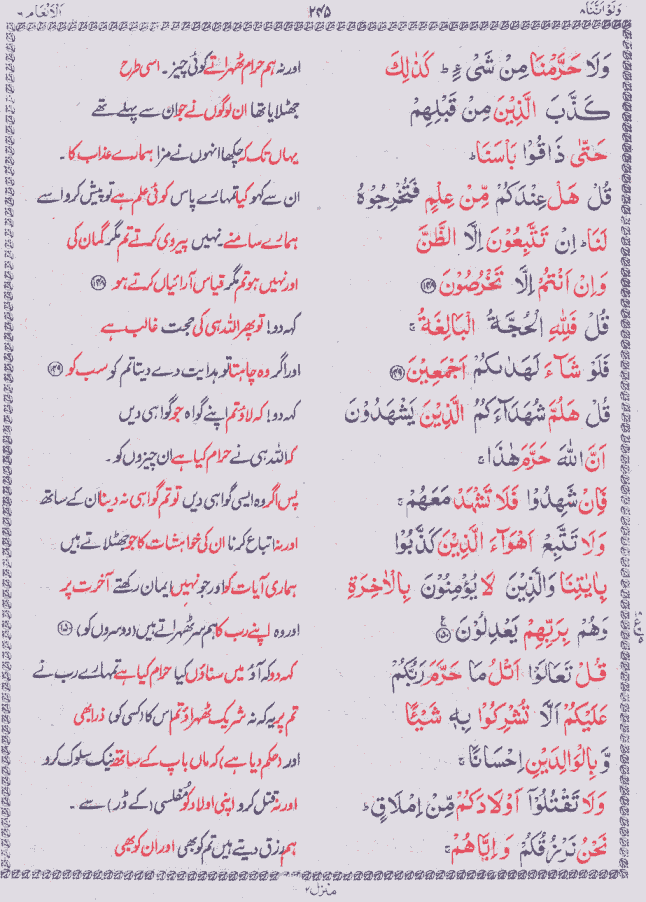 ولواننا ۸
۲۴۵
الانعام ۶
وَلَا حَرَّمْنَا مِنْ شَیْءٍ ؕ كَذٰلِكَ
اور نہ ہم حرام ٹھہراتے کوئی چیز۔ اسی طرح
كَذَّبَ الَّذِیْنَ مِنْ قَبْلِهِمْ
جھٹلایا تھا ان لوگوں نے جو ان سے پہلے تھے
حَتّٰی ذَاقُوْا بَاْسَنَا ؕ
یہاں تک کہ چکھا انہوں نے مزا ہمارے عذاب کا۔
قُلْ هَلْ عِنْدَكُمْ مِّنْ عِلْمٍ فَتُخْرِجُوْهُ
ان سے کہو کیا تمہارے پاس کوئی علم ہے تو پیش کرو اسے
لَنَا ؕ اِنْ تَتَّبِعُوْنَ اِلَّا الظَّنَّ
ہمارے سامنے۔ نہیں پیروی کرتے تم مگر گمان کی
وَاِنْ اَنْتُمْ اِلَّا تَخْرُصُوْنَ ﴿۱۴۸﴾
اور نہیں ہو تم مگر قیاس آرائیاں کرتے ہو ﴿۱۴۸﴾
قُلْ فَلِلّٰهِ الْحُجَّةُ الْبَالِغَةُ ۚ
کہہ دو! تو پھر اللہ ہی کی حجت غالب ہے
فَلَوْ شَآءَ لَهَدٰىكُمْ اَجْمَعِیْنَ ﴿۱۴۹﴾
اور اگر وہ چاہتا تو ہدایت دے دیتا تم کو سب کو ﴿۱۴۹﴾
قُلْ هَلُمَّ شُهَدَآءَكُمُ الَّذِیْنَ یَشْهَدُوْنَ
کہہ دو! کہ لاؤ تم اپنے گواہ جو گواہی دیں
اَنَّ اللّٰهَ حَرَّمَ هٰذَا ۚ
کہ اللہ ہی نے حرام کیا ہے ان چیزوں کو۔
فَاِنْ شَهِدُوْا فَلَا تَشْهَدْ مَعَهُمْ ۚ
پس اگر وہ ایسی گواہی دیں تو تم گواہی نہ دینا ان کے ساتھ
وَلَا تَتَّبِعْ اَهْوَآءَ الَّذِیْنَ كَذَّبُوْا
اور نہ اتباع کرنا ان کی خواہشات کا جو جھٹلاتے ہیں
بِاٰیٰتِنَا وَالَّذِیْنَ لَا یُؤْمِنُوْنَ بِالْاٰخِرَةِ
ہماری آیات کو اور جو نہیں ایمان رکھتے آخرت پر
وَهُمْ بِرَبِّهِمْ یَعْدِلُوْنَ ﴿۱۵۰﴾
اور وہ اپنے رب کا ہم سر ٹھہراتے ہیں (دوسروں کو) ﴿۱۵۰﴾
قُلْ تَعَالَوْا اَتْلُ مَا حَرَّمَ رَبُّكُمْ
کہہ دو کہ آؤ میں سناؤں کیا حرام کیا ہے تمہارے رب نے
عَلَیْكُمْ اَلَّا تُشْرِكُوْا بِهٖ شَیْـًٔا
تم پر یہ کہ نہ شریک ٹھہراؤ تم اس کا (کسی کو) ذرا بھی
وَّ بِالْوَالِدَیْنِ اِحْسَانًا ۚ
اور (حکم دیا ہے) کہ ماں باپ کے ساتھ نیک سلوک کرو
وَلَا تَقْتُلُوْۤا اَوْلَادَكُمْ مِّنْ اِمْلَاقٍ ؕ
اور نہ قتل کرو اپنی اولاد کو مفلسی (کے ڈر) سے۔
نَحْنُ نَرْزُقُكُمْ وَاِیَّاهُمْ ۚ
ہم رزق دیتے ہیں تم کو بھی اور ان کو بھی
منزل ۲